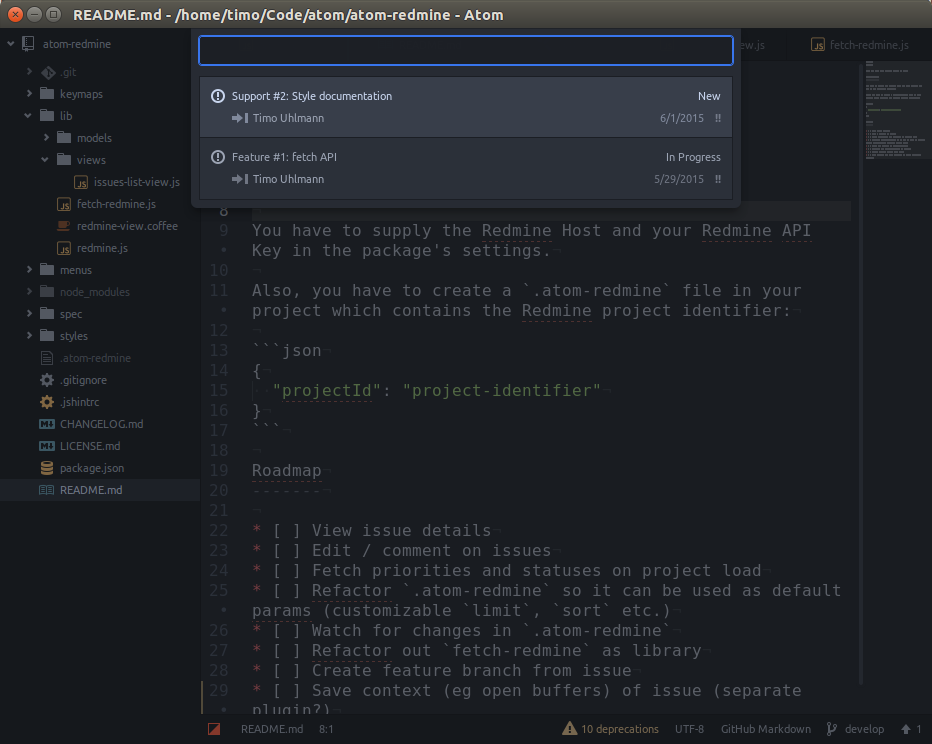 README.md - /home/timo/Code/atom/atom-redmine - Atom
atom-redmine
.git
keymaps
lib
models
views
issues-list-view.js
fetch-redmine.js
redmine-view.coffee
redmine.js
menus
node_modules
spec
styles
.atom-redmine
.gitignore
.jshintrc
CHANGELOG.md
LICENSE.md
package.json
README.md
ew.js
fetch-redmine.js
Support #2: Style documentation New
Timo Uhlmann 6/1/2015 !!
Feature #1: fetch API In Progress
Timo Uhlmann 5/29/2015 !!
8
9 You have to supply the Redmine Host and your Redmine API
• Key in the package's settings.¬
10 ¬
11 Also, you have to create a `.atom-redmine` file in your
• project which contains the Redmine project identifier:¬
12 ¬
13 ```json¬
14 {¬
15 ··"projectId": "project-identifier"¬
16 }¬
17 ```¬
18 ¬
19 Roadmap¬
20 -------¬
21 ¬
22 * [ ] View issue details¬
23 * [ ] Edit / comment on issues¬
24 * [ ] Fetch priorities and statuses on project load¬
25 * [ ] Refactor `.atom-redmine` so it can be used as default
• params (customizable `limit`, `sort` etc.)¬
26 * [ ] Watch for changes in `.atom-redmine`¬
27 * [ ] Refactor out `fetch-redmine` as library¬
28 * [ ] Create feature branch from issue¬
29 * [ ] Save context (eg open buffers) of issue (separate
plugin?)¬
README.md 8:1 10 deprecations UTF-8 GitHub Markdown develop 1